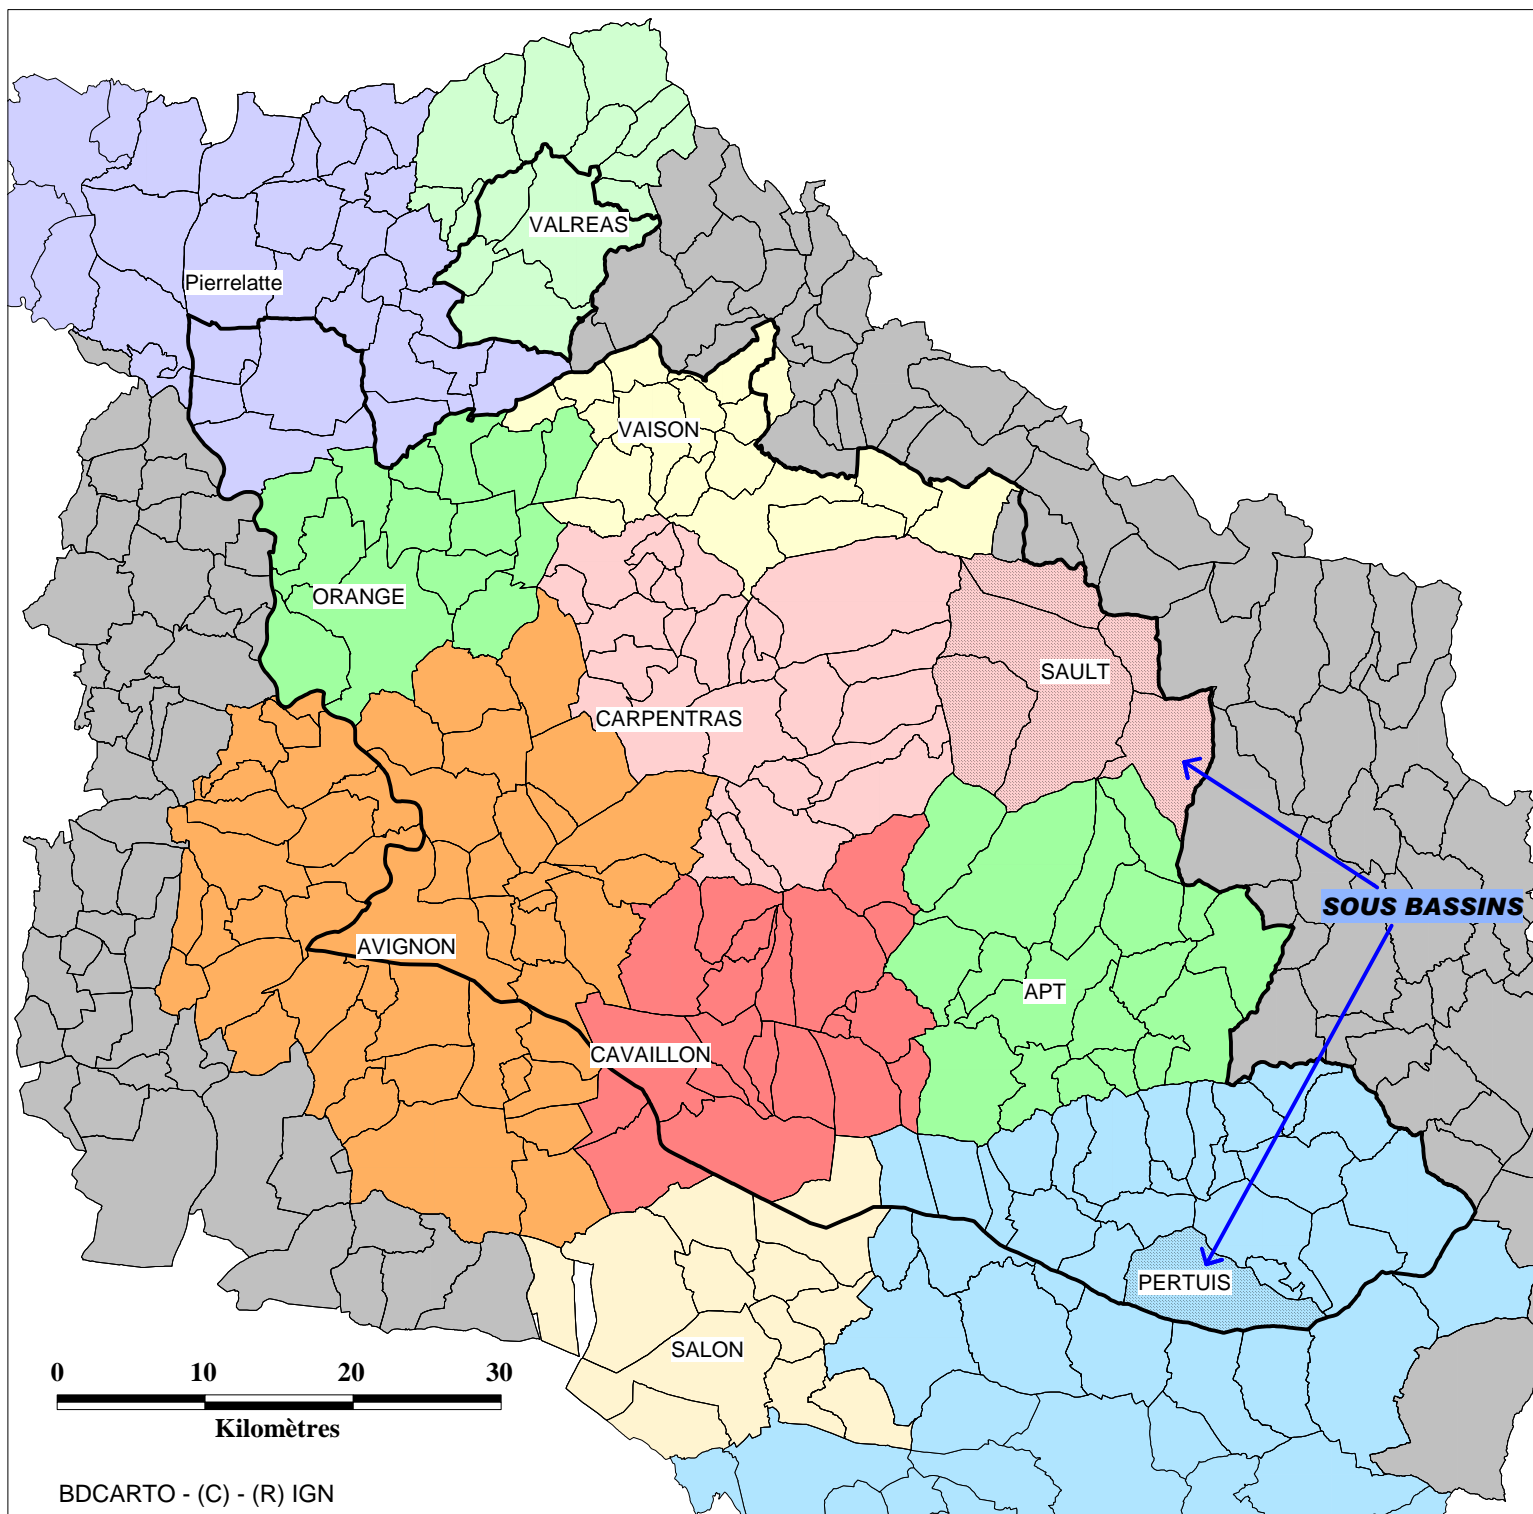 VALREAS
Pierrelatte
VAISON
ORANGE
SAULT
CARPENTRAS
SOUS BASSINS
AVIGNON
APT
CAVAILLON
PERTUIS
SALON
0 10 20 30
Kilomètres
BDCARTO - (C) - (R) IGN